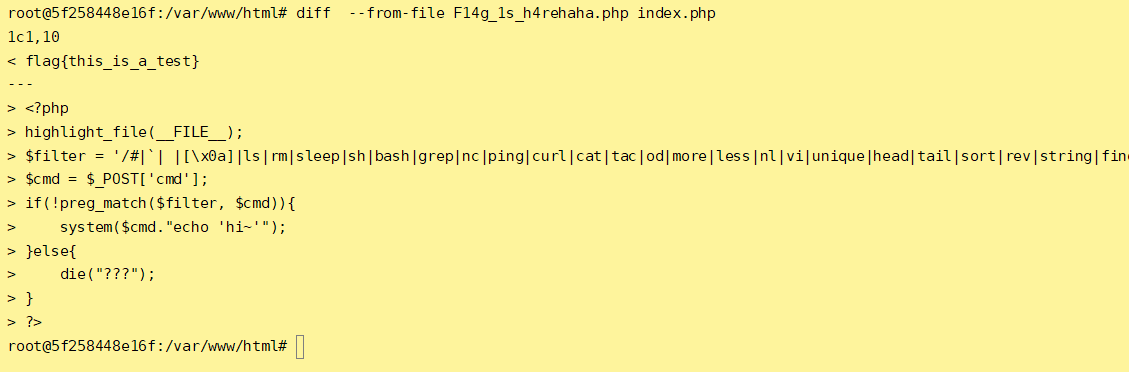 root@5f258448e16f:/var/www/html# diff  --from-file F14g_1s_h4rehaha.php index.php
1c1,10
< flag{this_is_a_test}
---
> <?php
> highlight_file(__FILE__);
> $filter = '/#|`| |[\x0a]|ls|rm|sleep|sh|bash|grep|nc|ping|curl|cat|tac|od|more|less|nl|vi|unique|head|tail|sort|rev|string|find
> $cmd = $_POST['cmd'];
> if(!preg_match($filter, $cmd)){
>     system($cmd."echo 'hi~'");
> }else{
>     die("???");
> }
> ?>
root@5f258448e16f:/var/www/html#